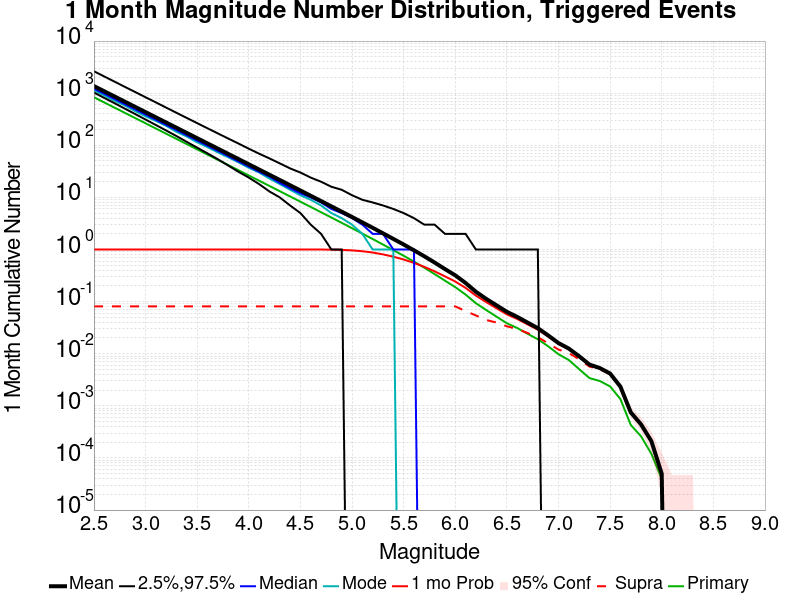 1 Month Magnitude Number Distribution, Triggered Events
1 Month Cumulative Number
10^4
10^3
10^2
10^1
10^0
10^-1
10^-2
10^-3
10^-4
10^-5
2.5 3.0 3.5 4.0 4.5 5.0 5.5 6.0 6.5 7.0 7.5 8.0 8.5 9.0
Magnitude
Mean 2.5%,97.5% Median Mode 1 mo Prob 95% Conf Supra Primary